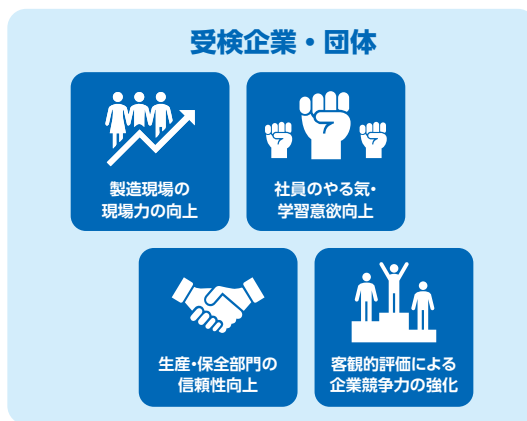 受検企業・団体
製造現場の
現場力の向上
社員のやる気・
学習意欲向上
生産・保全部門の
信頼性向上
客観的評価による
企業競争力の強化